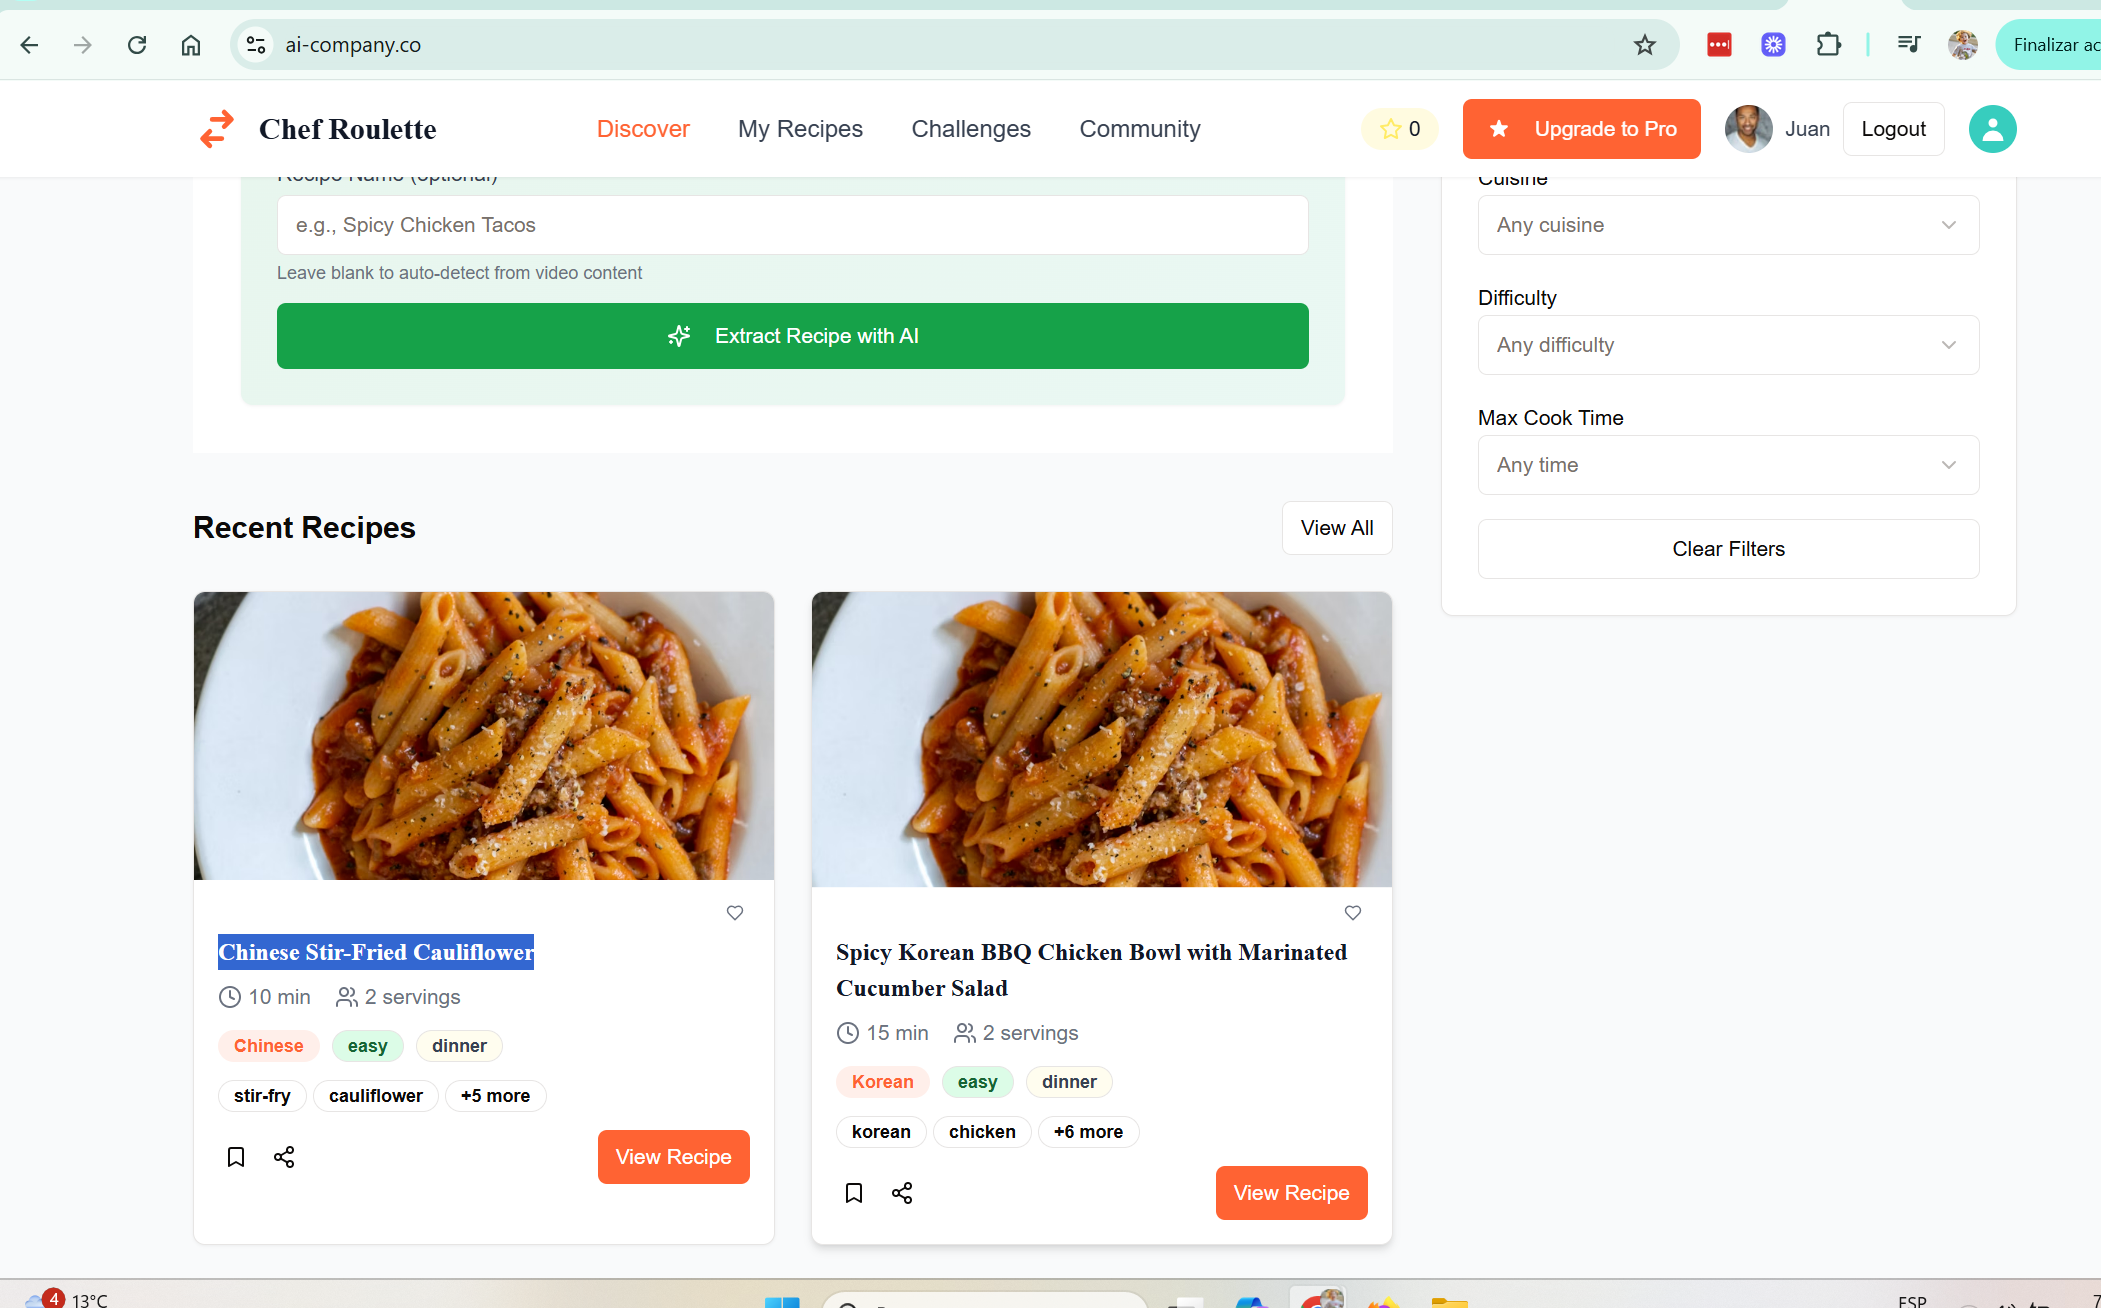 ai-company.co
Finalizar ac
Chef Roulette
Discover
My Recipes
Challenges
Community
0
Upgrade to Pro
Juan
Logout
Recipe Name (optional)
e.g., Spicy Chicken Tacos
Leave blank to auto-detect from video content
Extract Recipe with AI
Cuisine
Any cuisine
Difficulty
Any difficulty
Max Cook Time
Any time
Clear Filters
Recent Recipes
View All
Chinese Stir-Fried Cauliflower
10 min
2 servings
Chinese
easy
dinner
stir-fry
cauliflower
+5 more
View Recipe
Spicy Korean BBQ Chicken Bowl with Marinated
Cucumber Salad
15 min
2 servings
Korean
easy
dinner
korean
chicken
+6 more
View Recipe
4
13°C
ESP